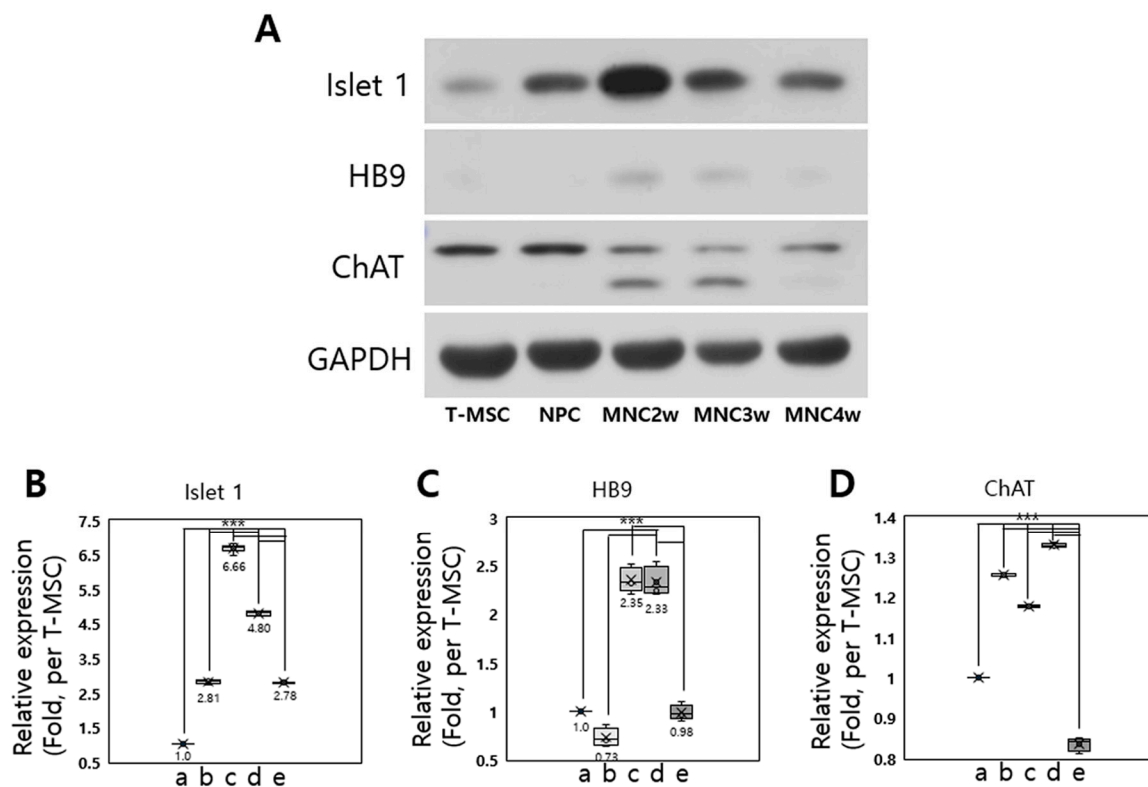 A
Islet 1
HB9
ChAT
GAPDH
T-MSC NPC MNC2w MNC3w MNC4w
B
Islet 1
Relative expression
(Fold, per T-MSC)
7.5
6.5
5.5
4.5
3.5
2.5
1.5
0.5
***
1.0
2.81
6.66
4.80
2.78
a b c d e
C
HB9
Relative expression
(Fold, per T-MSC)
3
2.5
2
1.5
1
0.5
***
1.0
0.73
2.35
2.33
0.98
a b c d e
D
ChAT
Relative expression
(Fold, per T-MSC)
1.4
1.3
1.2
1.1
1
0.9
0.8
***
a b c d e